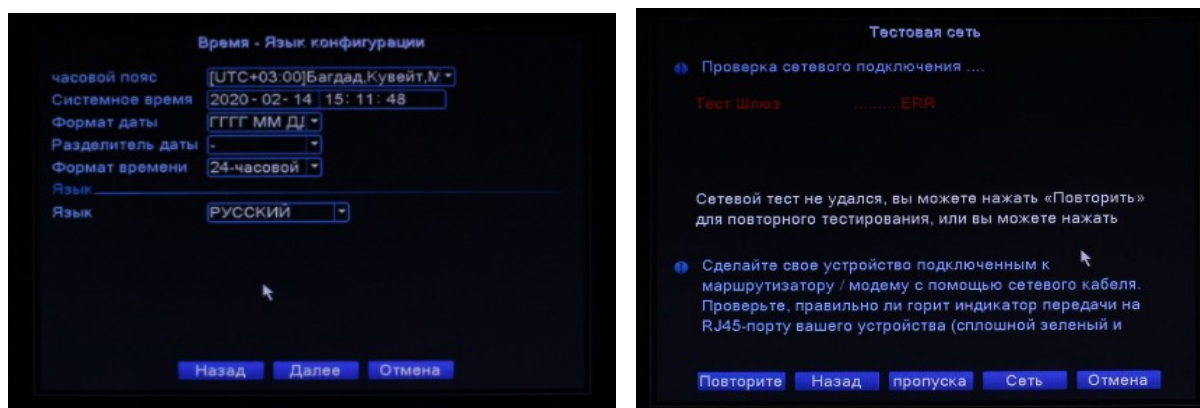 Время - Язык конфигурации
часовой пояс [UTC+03:00]Багдад,Кувейт,М
Системное время 2020-02-14 15:11:48
Формат даты ГГГГ ММ ДД
Разделитель даты -
Формат времени 24-часовой
Язык
Язык РУССКИЙ
Назад Далее Отмена
Тестовая сеть
Проверка сетевого подключения ....
Тест Шлюз ..........ERR
Сетевой тест не удался, вы можете нажать «Повторить»
для повторного тестирования, или вы можете нажать
Сделайте свое устройство подключенным к
маршрутизатору / модему с помощью сетевого кабеля.
Проверьте, правильно ли горит индикатор передачи на
RJ45-порту вашего устройства (сплошной зеленый и
Повторите Назад пропуска Сеть Отмена